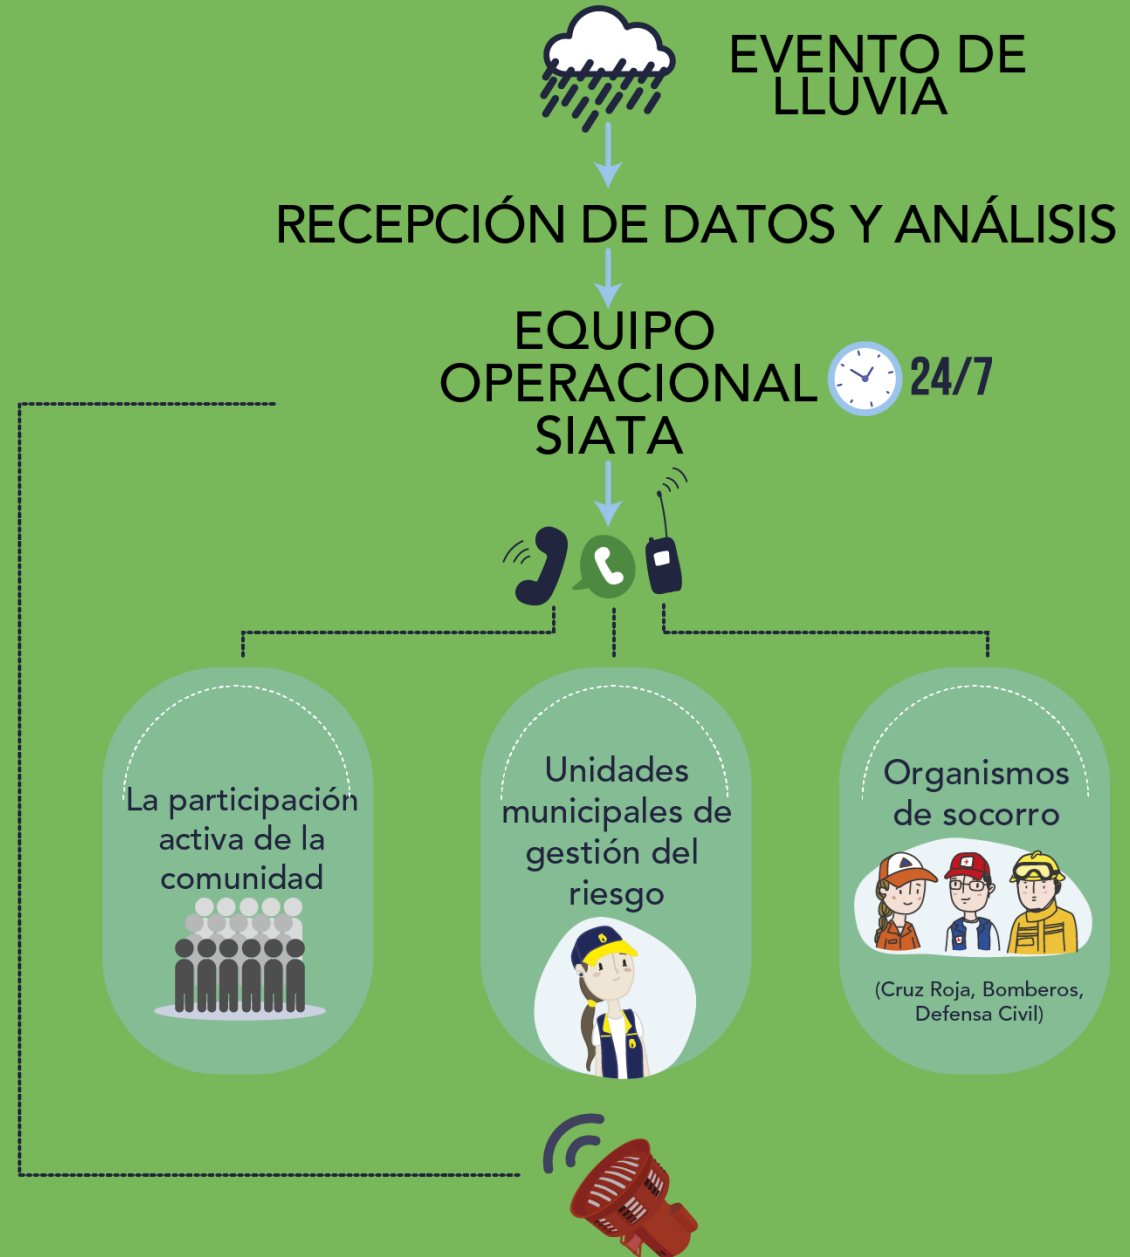 EVENTO DE
LLUVIA
RECEPCIÓN DE DATOS Y ANÁLISIS
EQUIPO
OPERACIONAL
SIATA
24/7
La participación
activa de la
comunidad
Unidades
municipales de
gestión del
riesgo
Organismos
de socorro
(Cruz Roja, Bomberos,
Defensa Civil)